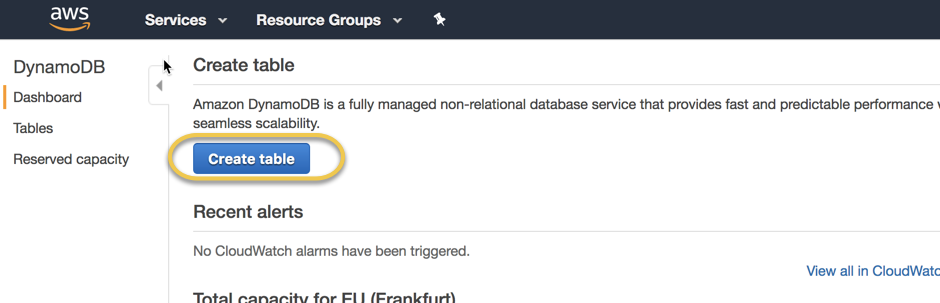 aws Services Resource Groups
DynamoDB
Dashboard
Tables
Reserved capacity
Create table
Amazon DynamoDB is a fully managed non-relational database service that provides fast and predictable performance
seamless scalability.
Create table
Recent alerts
No CloudWatch alarms have been triggered.
View all in CloudWatc
Total capacity for EU (Frankfurt)